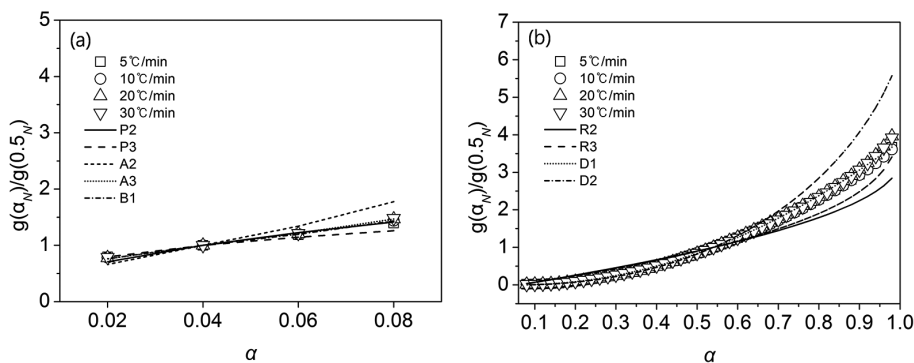 (a)
5℃/min
10℃/min
20℃/min
30℃/min
P2
P3
A2
A3
B1
g(α_N)/g(0.5_N)
5
4
3
2
1
0
0.02 0.04 0.06 0.08
α
(b)
5℃/min
10℃/min
20℃/min
30℃/min
R2
R3
D1
D2
g(α_N)/g(0.5_N)
7
6
5
4
3
2
1
0
0.1 0.2 0.3 0.4 0.5 0.6 0.7 0.8 0.9 1.0
α